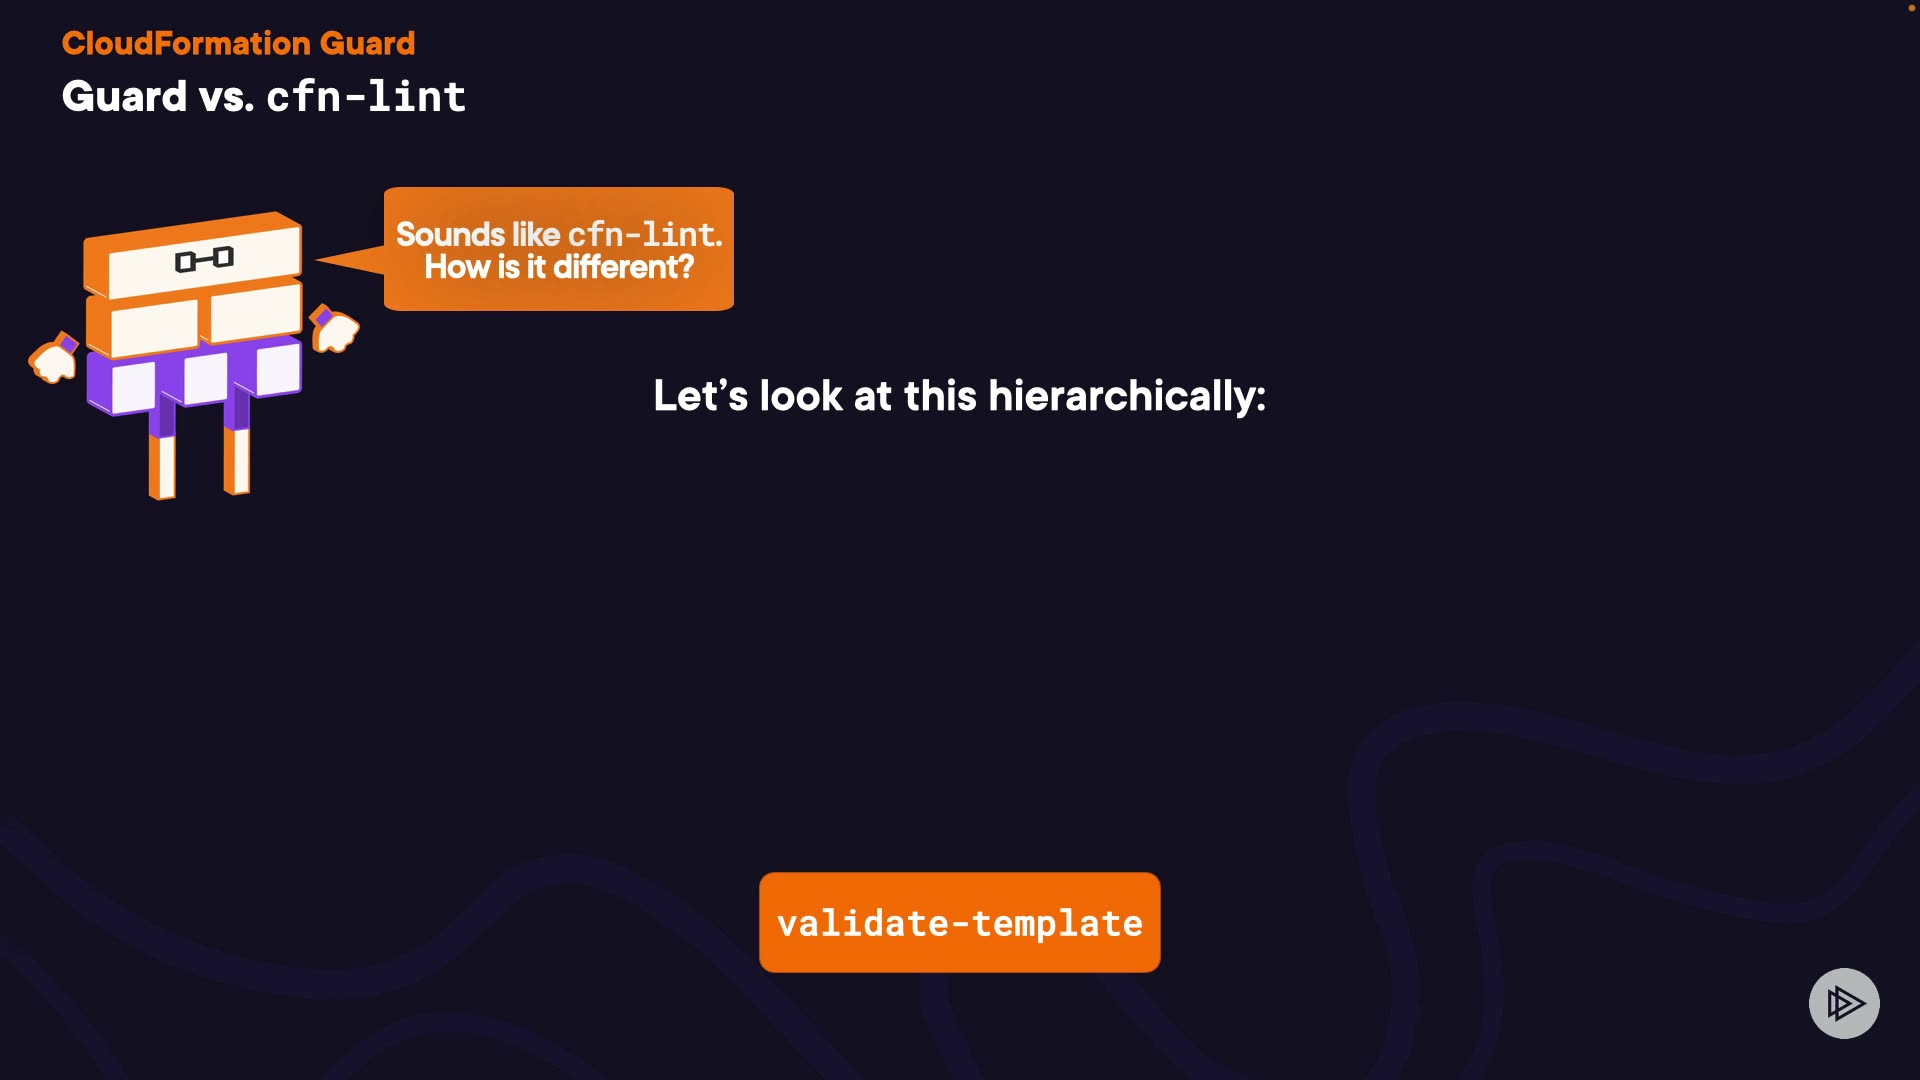 CloudFormation Guard
Guard vs. cfn-lint
Sounds like cfn-lint.
How is it different?
Let’s look at this hierarchically:
validate-template